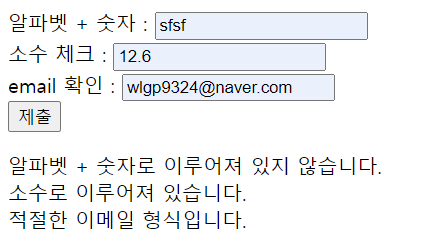 알파벳 + 숫자 : sfsf
소수 체크 : 12.6
email 확인 : wlgp9324@naver.com
제출
알파벳 + 숫자로 이루어져 있지 않습니다.
소수로 이루어져 있습니다.
적절한 이메일 형식입니다.